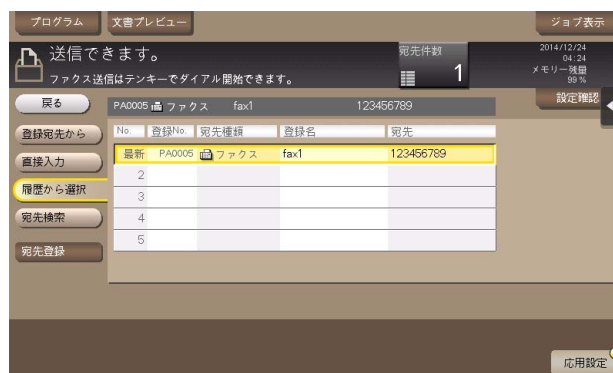 プログラム 文書プレビュー ジョブ表示
送信できます。
ファクス送信はテンキーでダイアル開始できます。
宛先件数
1
2014/12/24
04:24
メモリー残量
99 %
戻る
PA0005 ファクス fax1 123456789
設定確認
登録宛先から
直接入力
履歴から選択
宛先検索
宛先登録
No. 登録No. 宛先種類 登録名 宛先
最新 PA0005 ファクス fax1 123456789
2
3
4
5
応用設定